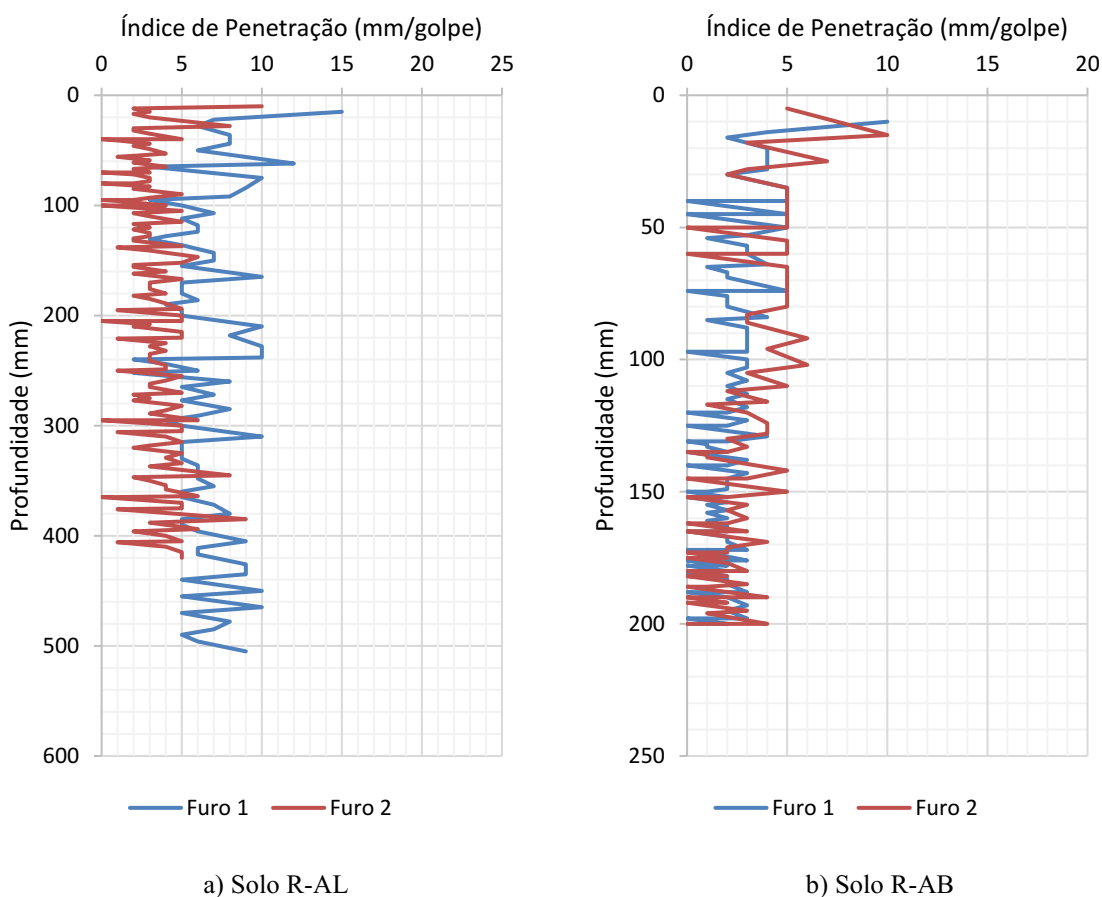 Índice de Penetração (mm/golpe)
0 5 10 15 20 25
0
100
200
300
400
500
600
Profundidade (mm)
Furo 1 Furo 2
a) Solo R-AL
Índice de Penetração (mm/golpe)
0 5 10 15 20
0
50
100
150
200
250
Profundidade (mm)
Furo 1 Furo 2
b) Solo R-AB